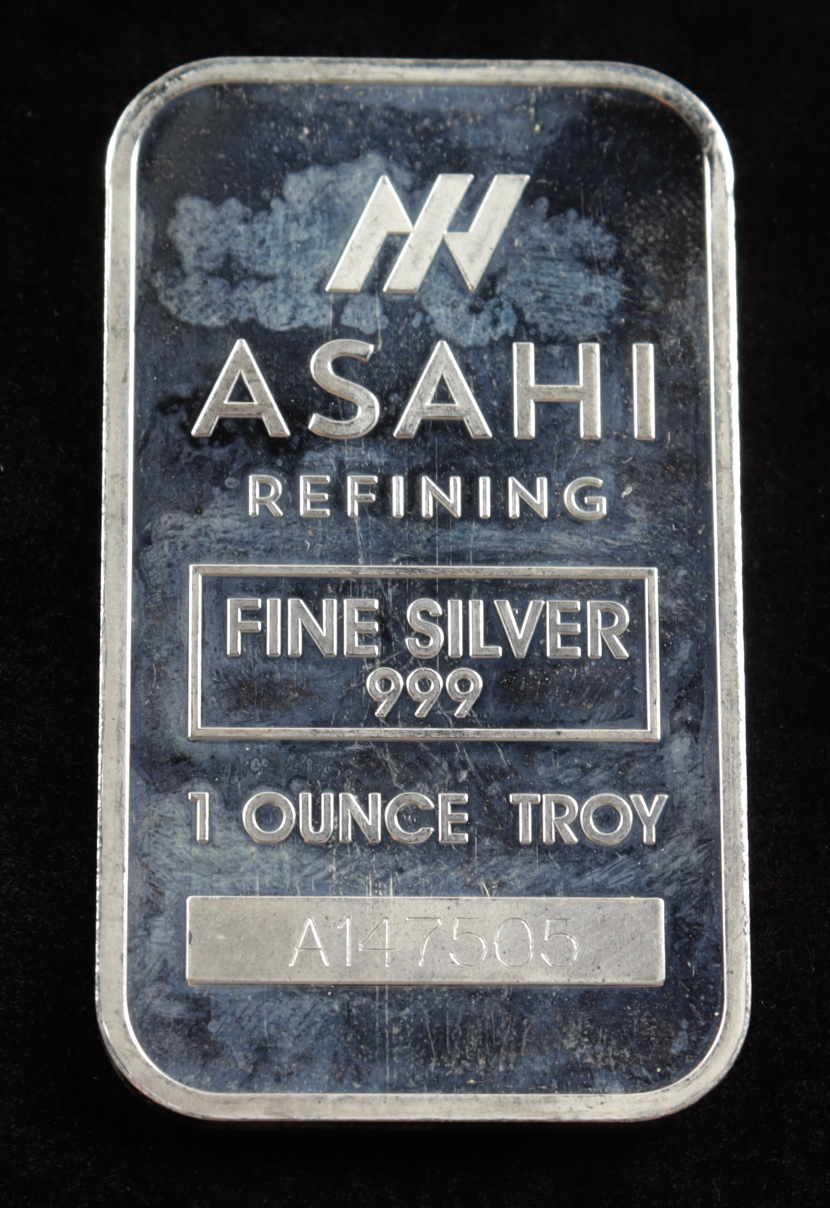 ASAHI
REFINING
FINE SILVER
999
1 OUNCE TROY
A147505